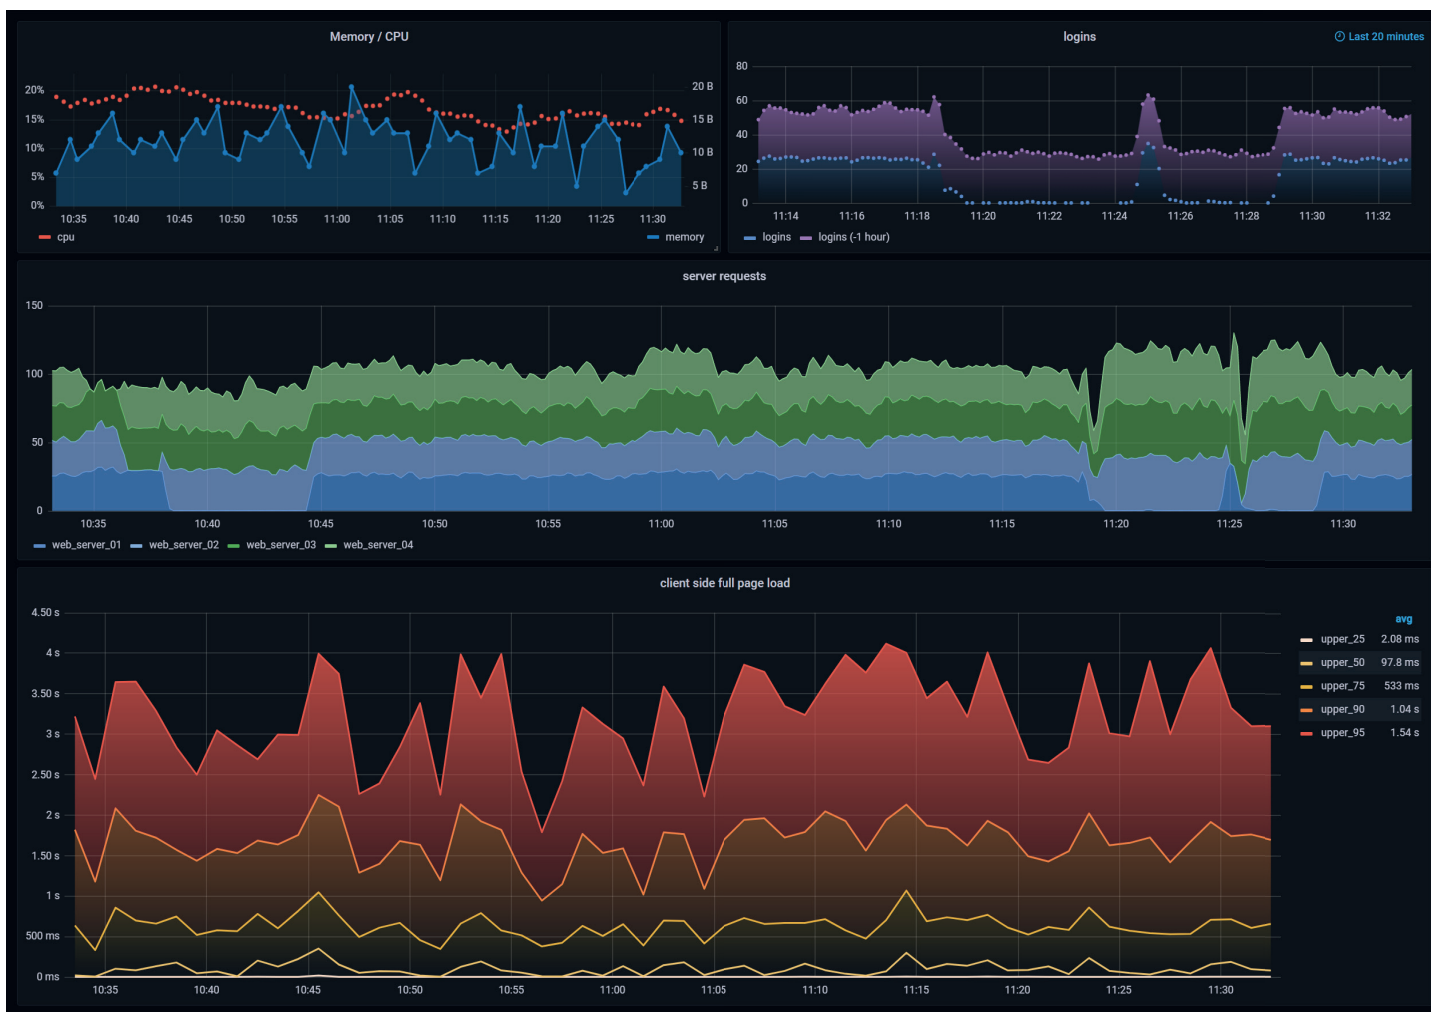 Memory / CPU
20%
15%
10%
5%
0%
20 B
15 B
10 B
5 B
10:35 10:40 10:45 10:50 10:55 11:00 11:05 11:10 11:15 11:20 11:25 11:30
cpu memory
logins
Last 20 minutes
80
60
40
20
0
11:14 11:16 11:18 11:20 11:22 11:24 11:26 11:28 11:30 11:32
logins logins (-1 hour)
server requests
150
100
50
0
10:35 10:40 10:45 10:50 10:55 11:00 11:05 11:10 11:15 11:20 11:25 11:30
web_server_01 web_server_02 web_server_03 web_server_04
client side full page load
4.50 s
4 s
3.50 s
3 s
2.50 s
2 s
1.50 s
1 s
500 ms
0 ms
10:35 10:40 10:45 10:50 10:55 11:00 11:05 11:10 11:15 11:20 11:25 11:30
avg
upper_25 2.08 ms
upper_50 97.8 ms
upper_75 533 ms
upper_90 1.04 s
upper_95 1.54 s